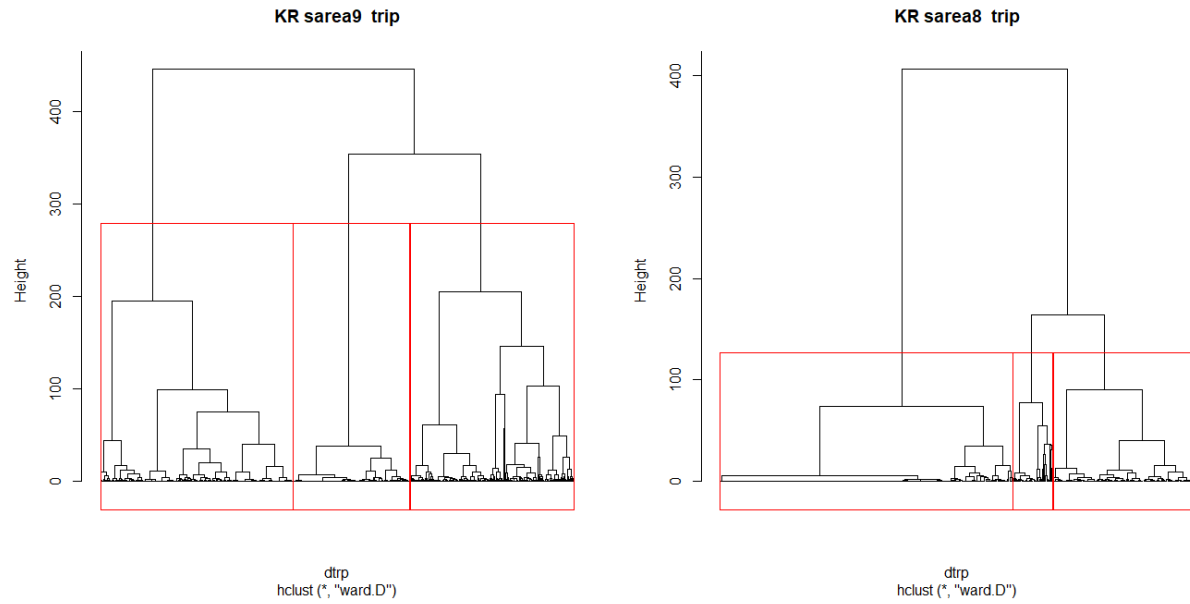 KR sarea9 trip
Height
0
100
200
300
400
dtrp
hclust (*, "ward.D")
KR sarea8 trip
Height
0
100
200
300
400
dtrp
hclust (*, "ward.D")